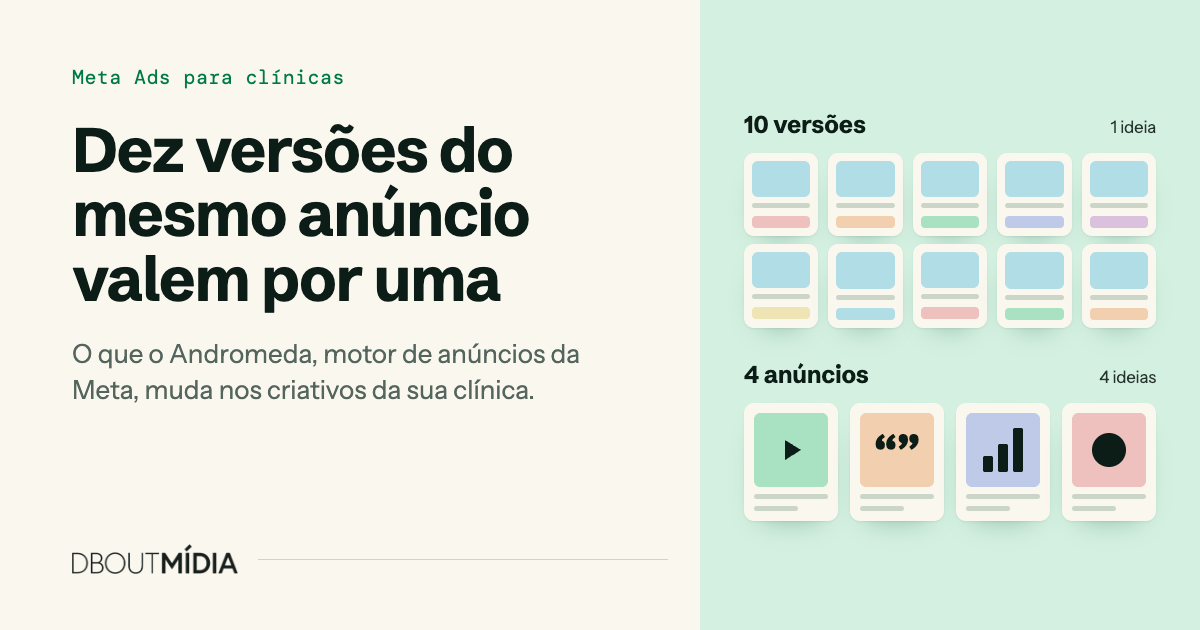 Meta Ads para clínicas
Dez versões do
mesmo anúncio
valem por uma
O que o Andromeda, motor de anúncios da
Meta, muda nos criativos da sua clínica.
DBOUTMÍDIA
10 versões
1 ideia
4 anúncios
4 ideias
“”